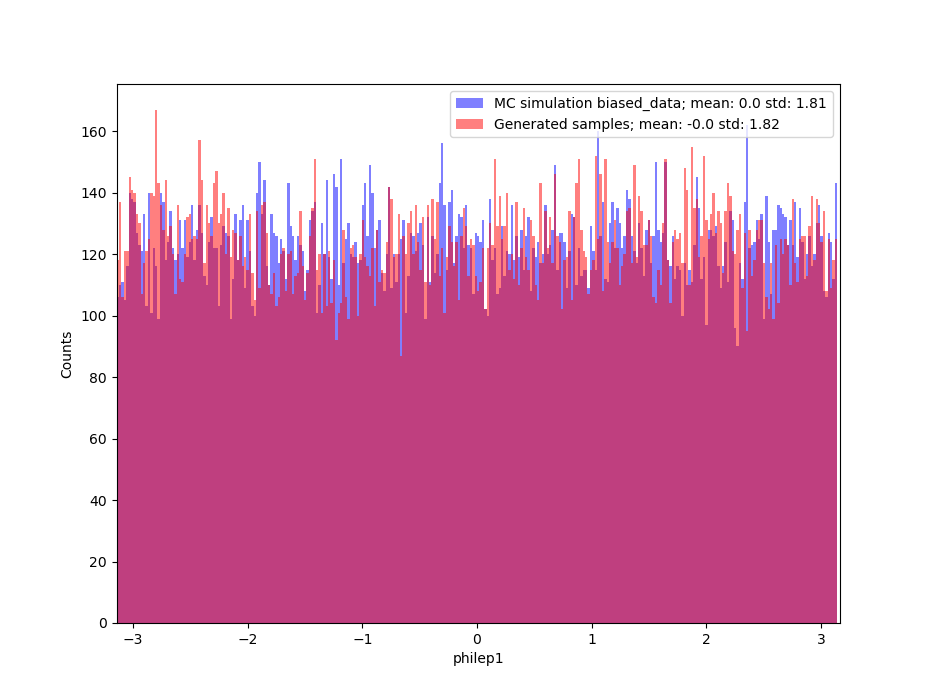 MC simulation biased_data; mean: 0.0 std: 1.81
Generated samples; mean: -0.0 std: 1.82
160
140
120
100
80
60
40
20
0
Counts
−3 −2 −1 0 1 2 3
philep1